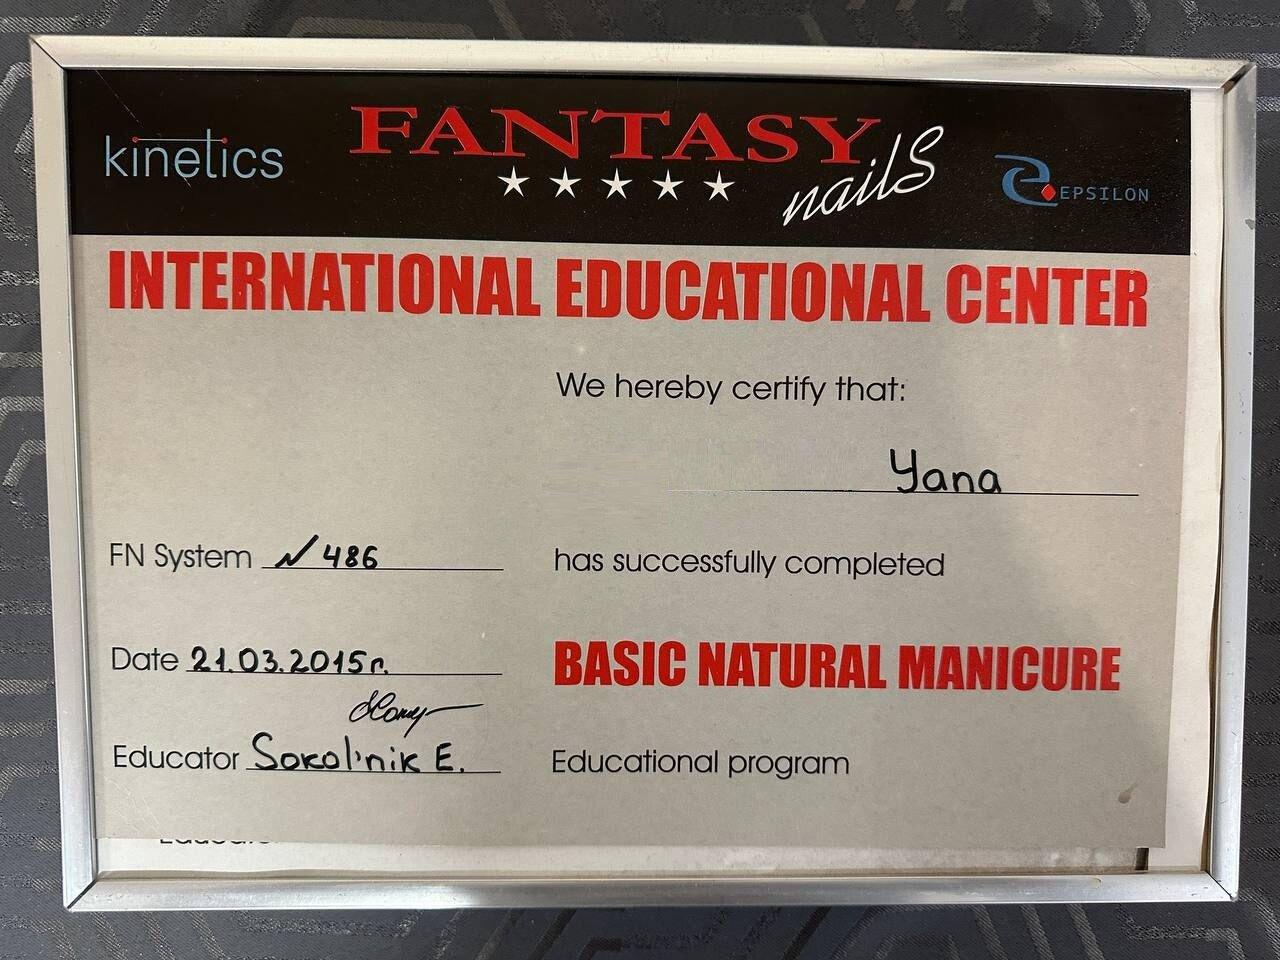 kinetics
FANTASY
nails
EPSILON
INTERNATIONAL EDUCATIONAL CENTER
We hereby certify that:
Yana
FN System N 486
has successfully completed
Date 21.03.2015г.
BASIC NATURAL MANICURE
Educator Sokol'nik E.
Educational program